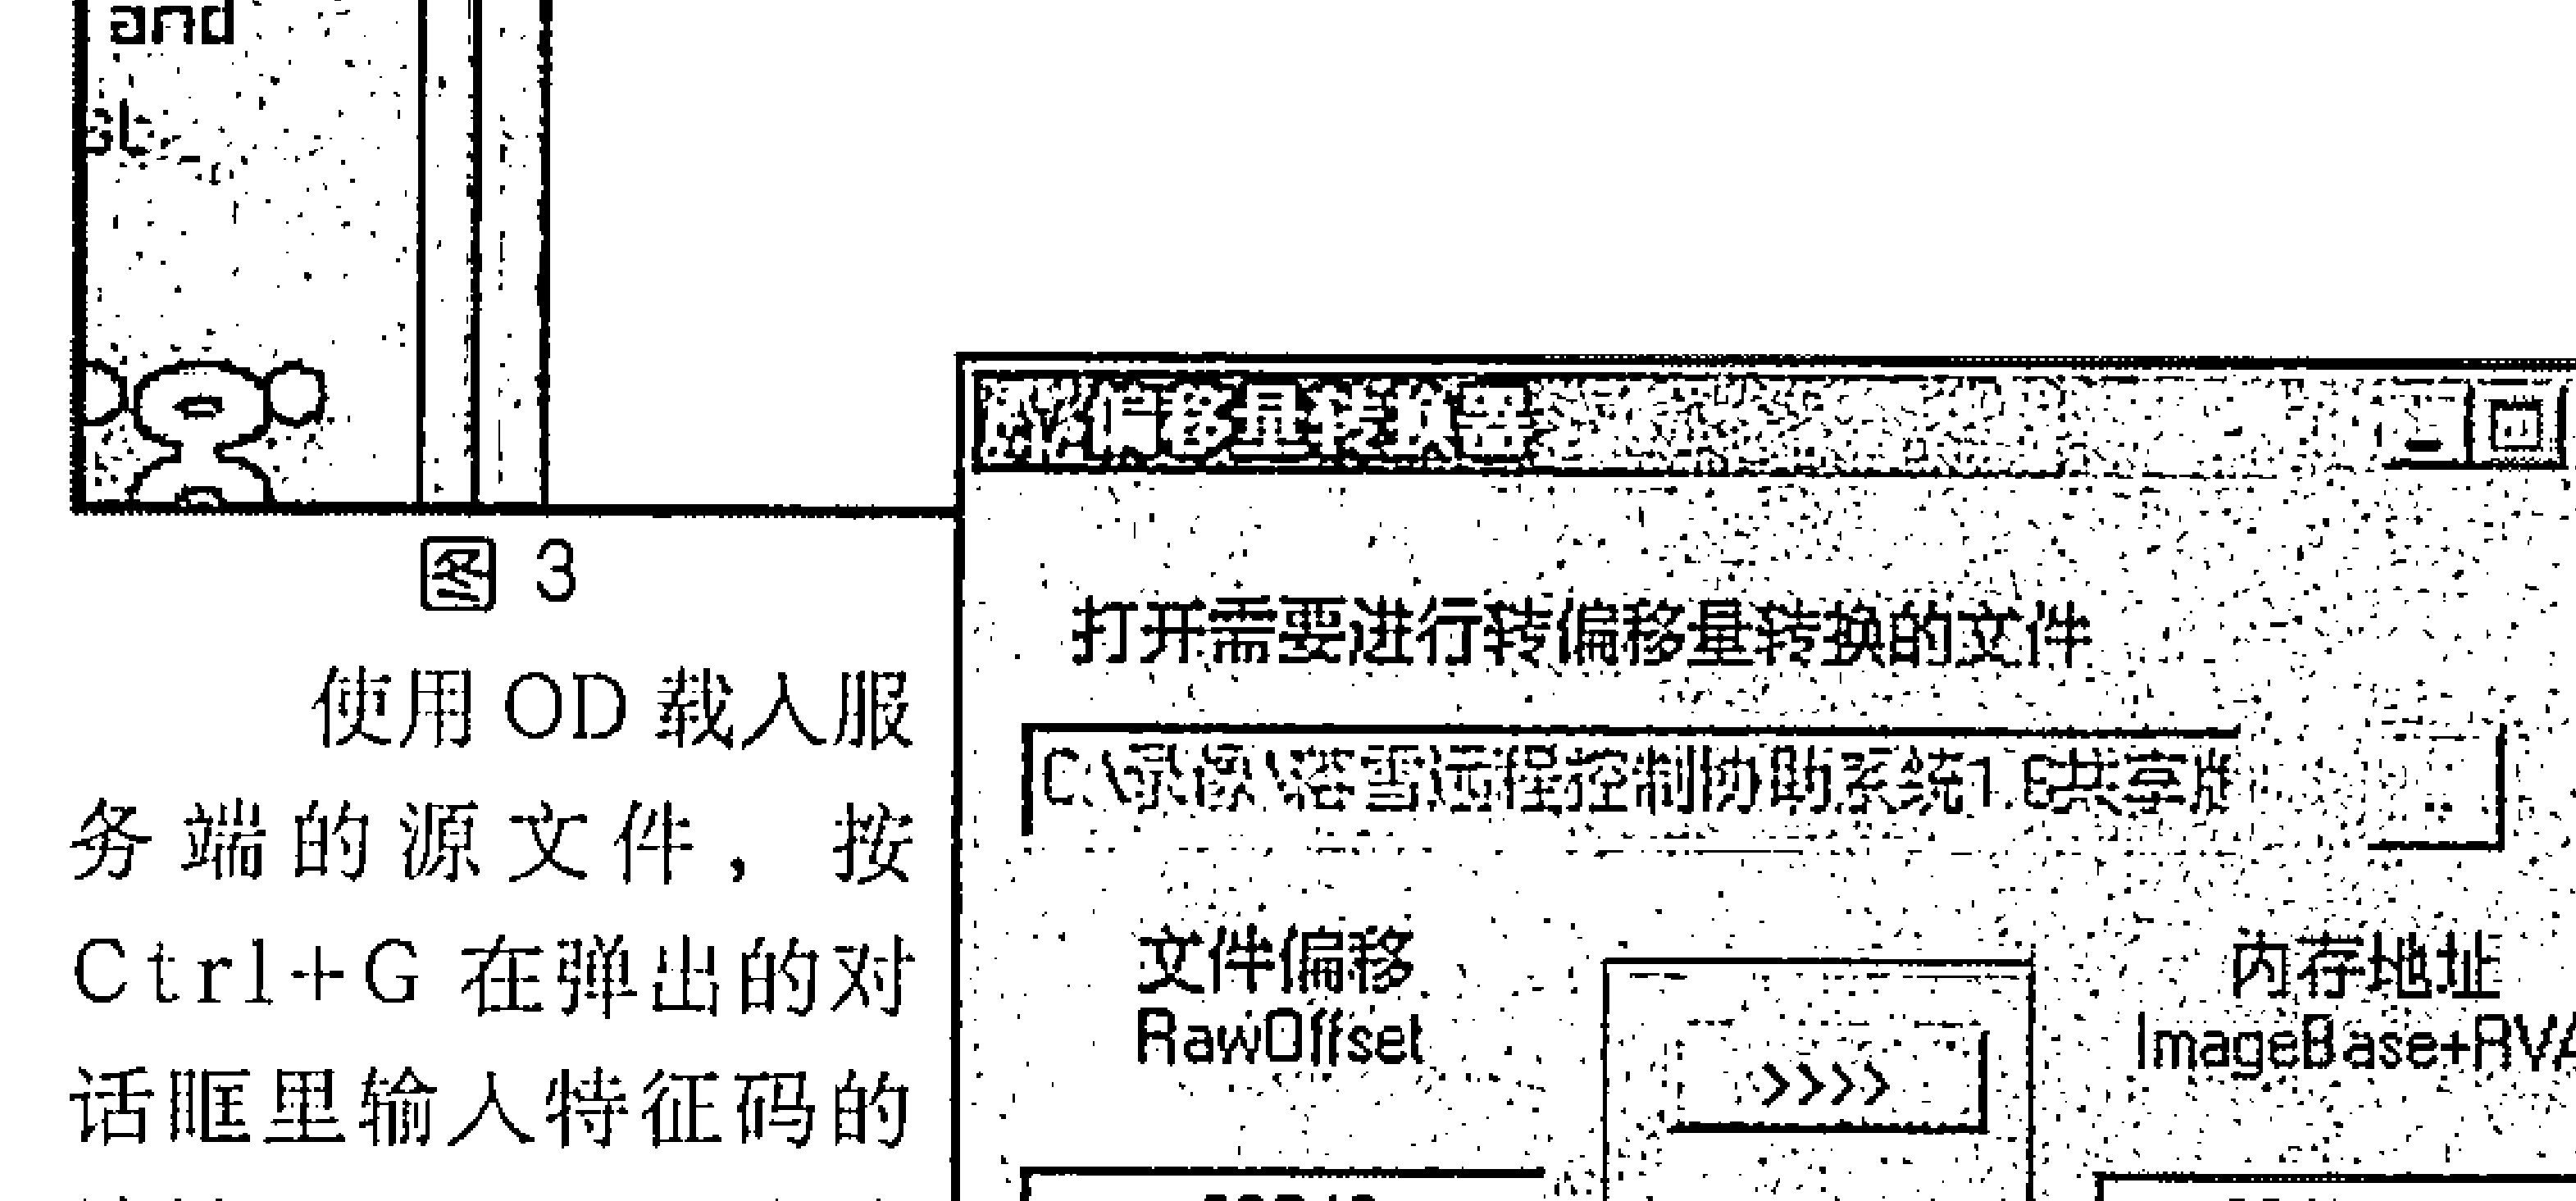 and
图 3
使用 OD 载入服
务端的源文件，按
Ctrl+G 在弹出的对
话眶里输入特征码的
偏移量转换器
打开需要进行转偏移量转换的文件
C:\录像\落雪远程控制协助系统1.6共享版
..
文件偏移
RawOffset
>>>>
内存地址
ImageBase+RVA